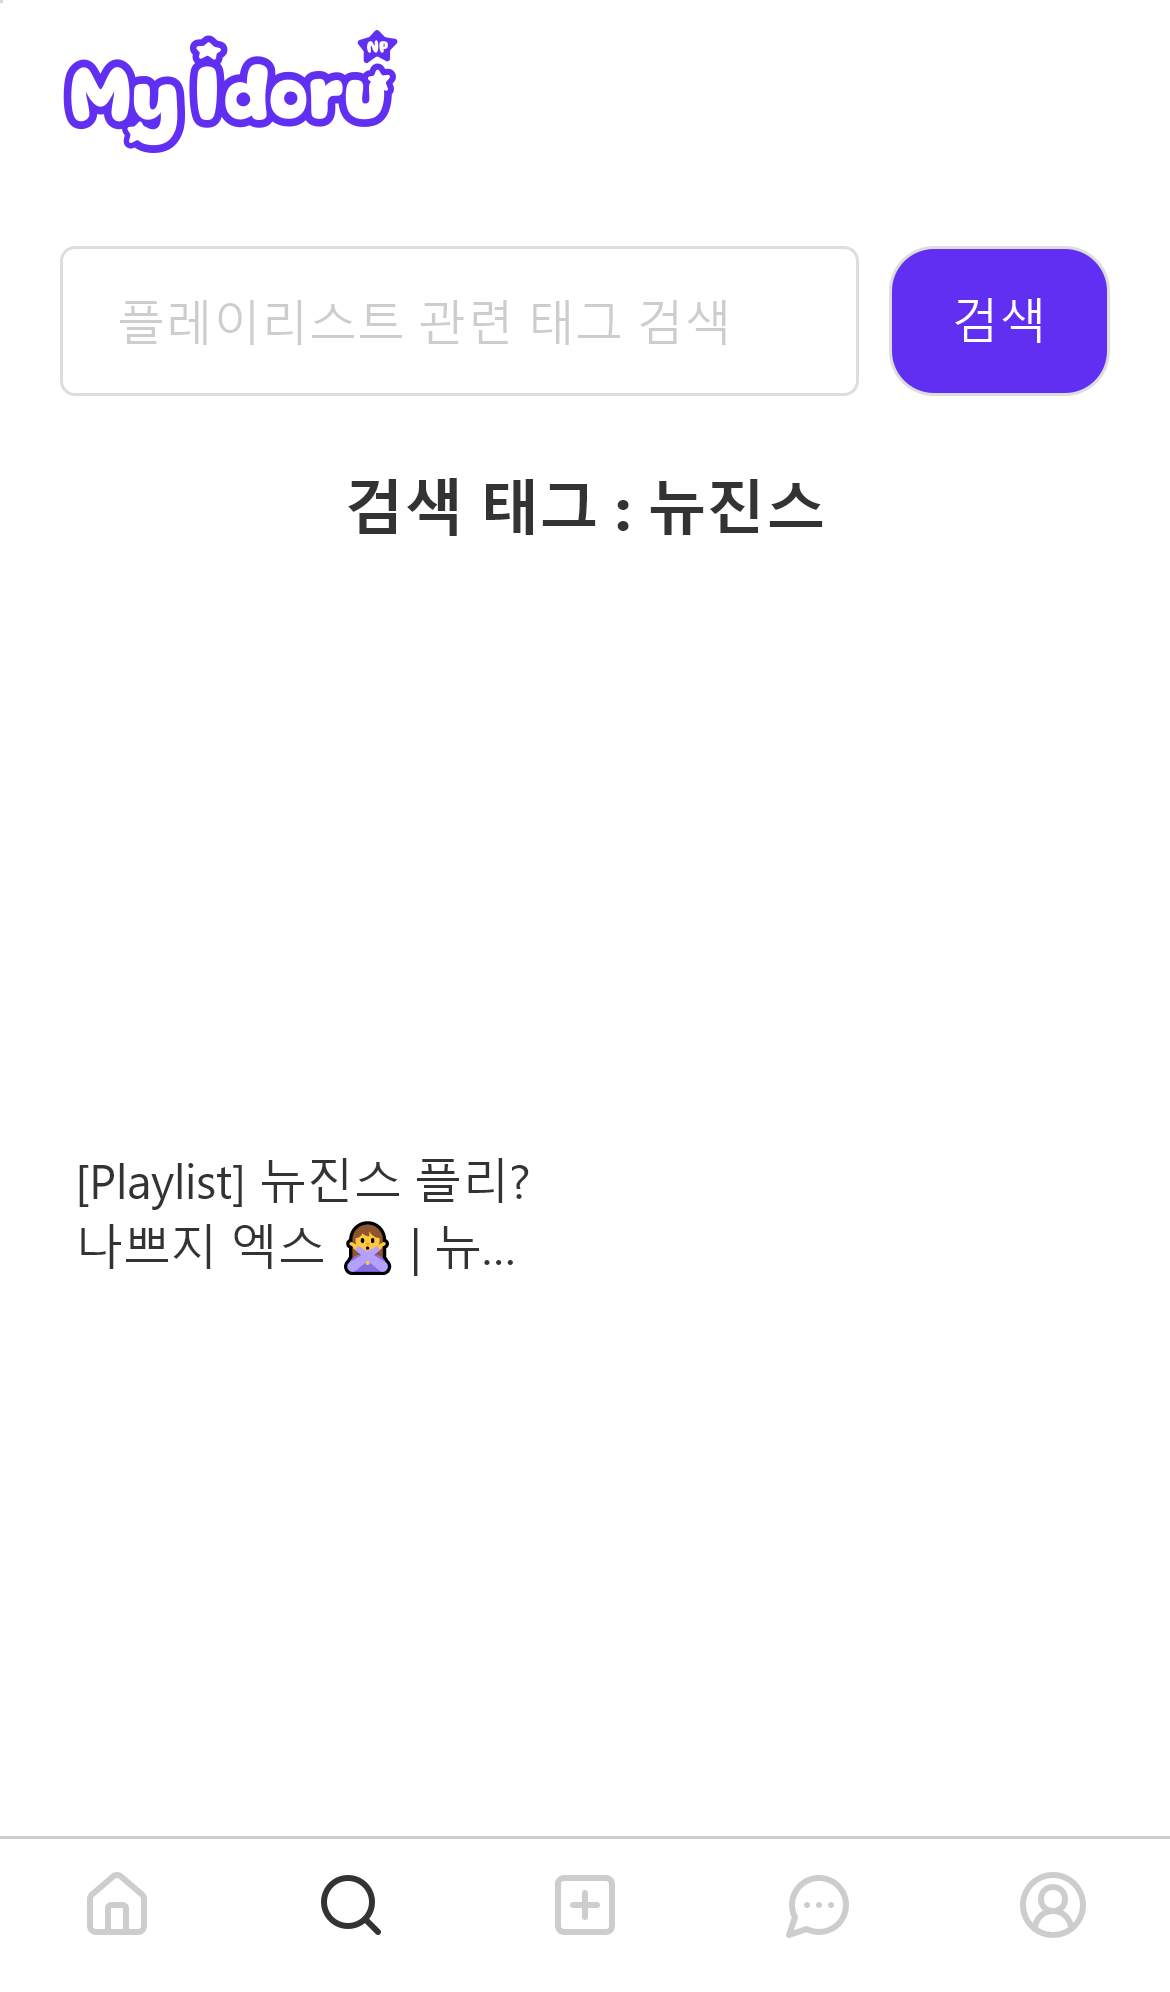 My idoru NP
플레이리스트 관련 태그 검색
검색
검색 태그 : 뉴진스
[Playlist] 뉴진스 플리?
나쁘지 엑스 🙅‍♀️ | 뉴...